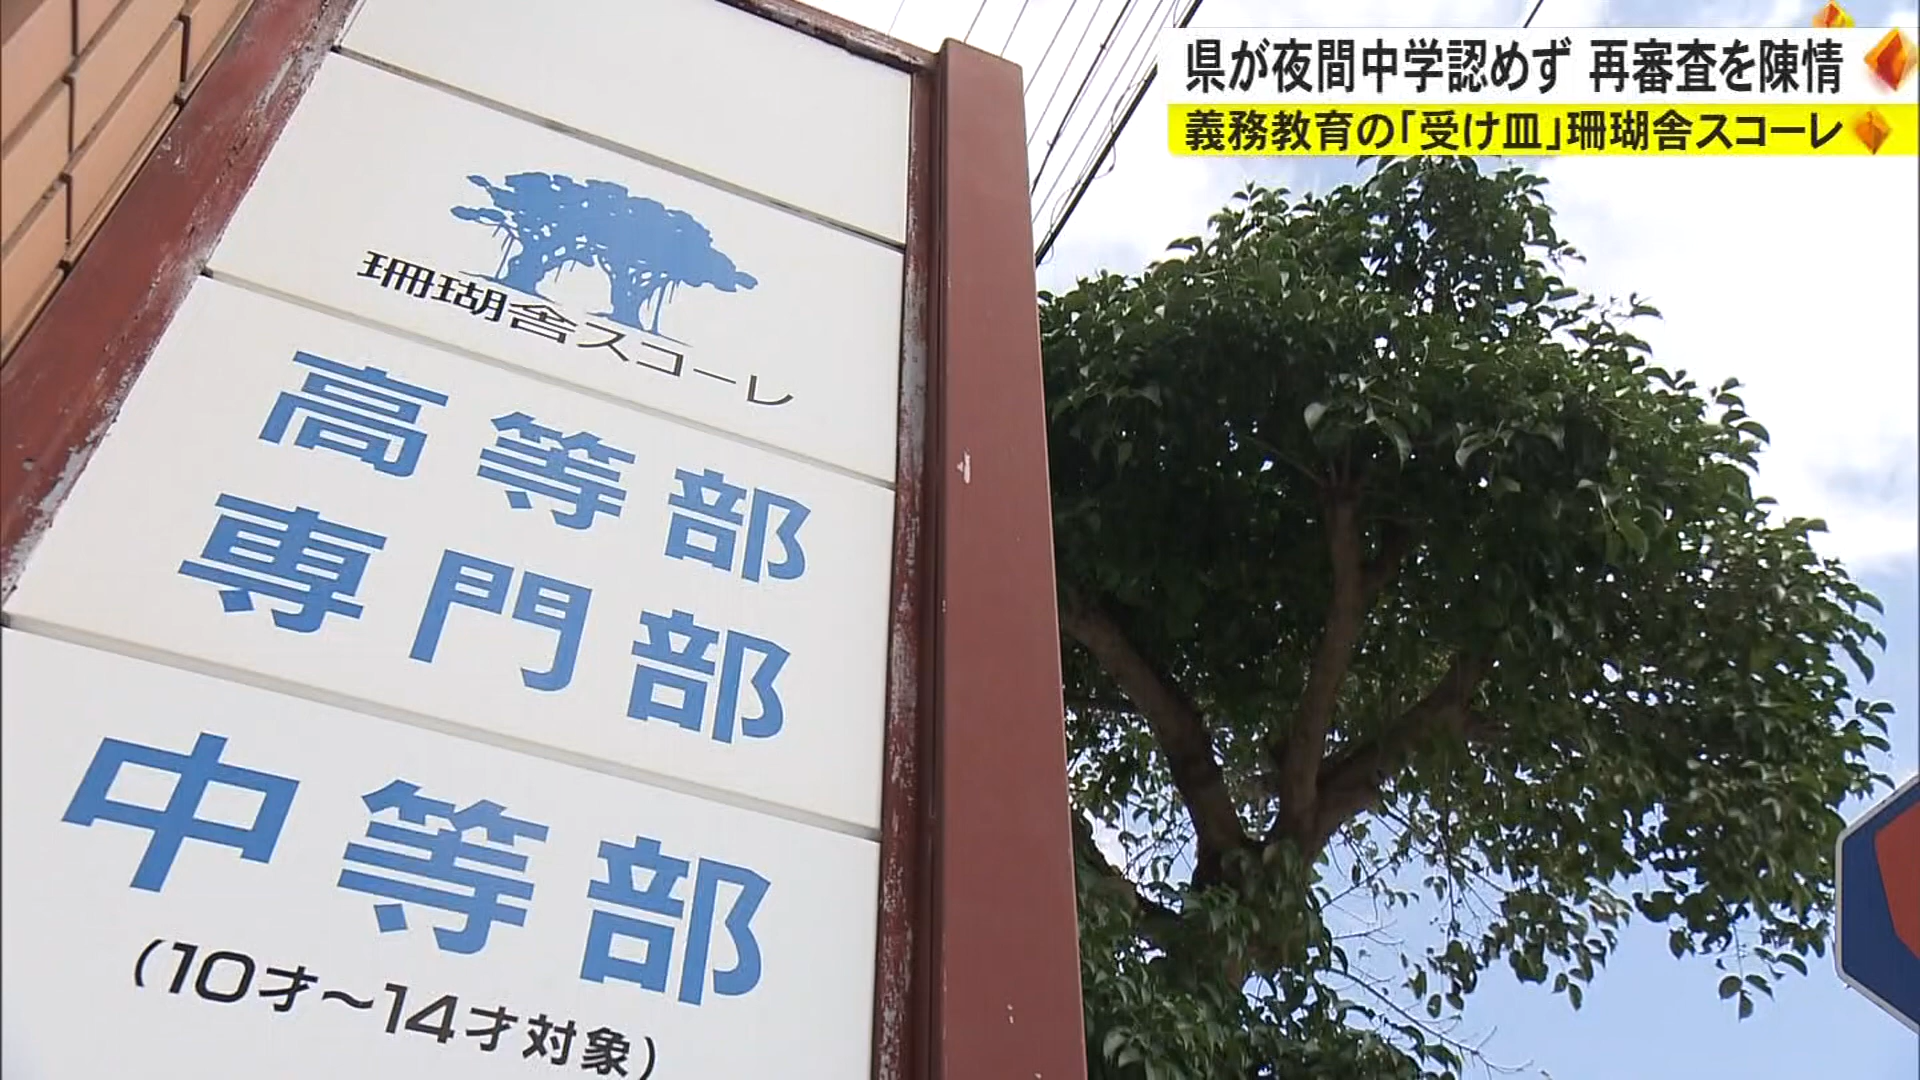 県が夜間中学認めず 再審査を陳情
義務教育の「受け皿」珊瑚舎スコーレ
珊瑚舎スコーレ
高等部
専門部
中等部
(10才～14才対象)